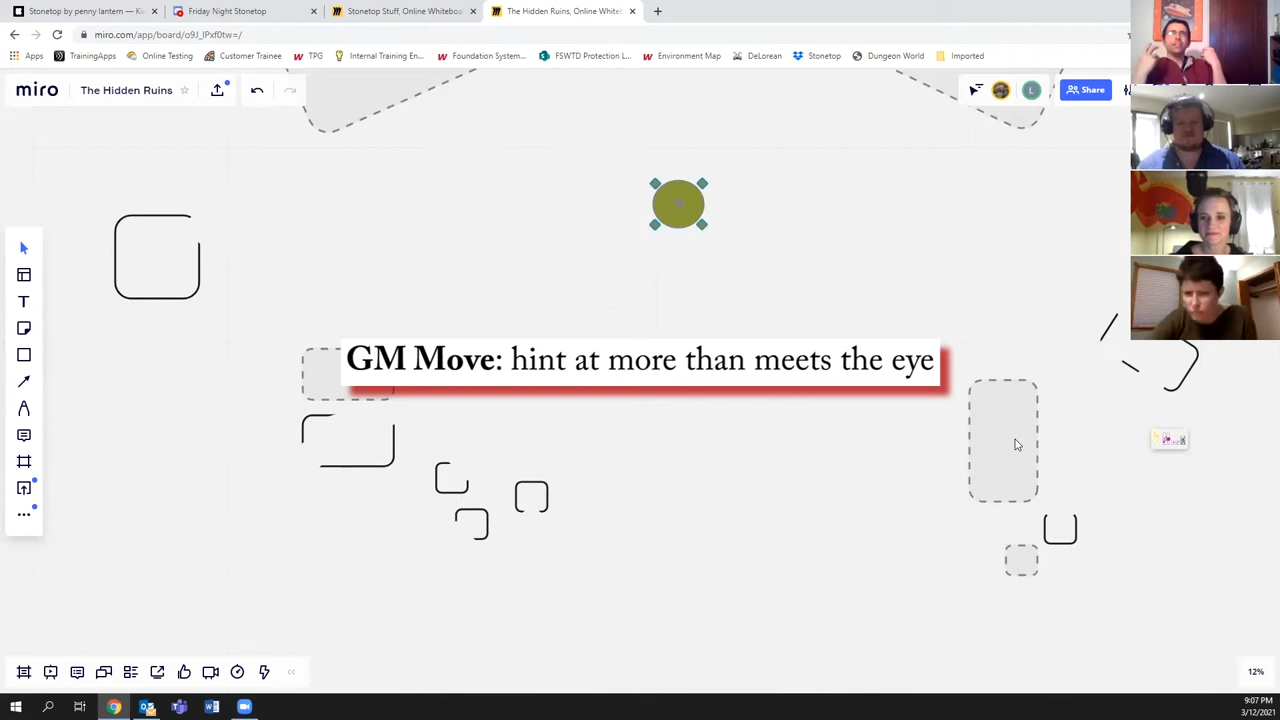 Stonetop by penny lantern — Ki
Friday Night Stonetop
Stonetop Stuff, Online Whiteboa
The Hidden Ruins, Online Whiteb
miro.com/app/board/o9J_lPxf0tw=/
Apps
TrainingApps
Online Testing
Customer Trainee
TPG
Internal Training En...
Foundation System...
FSWTD Protection L...
Environment Map
DeLorean
Stonetop
Dungeon World
Imported
miro
The Hidden Ruins
L
Share
GM Move: hint at more than meets the eye
12%
9:07 PM
3/12/2021